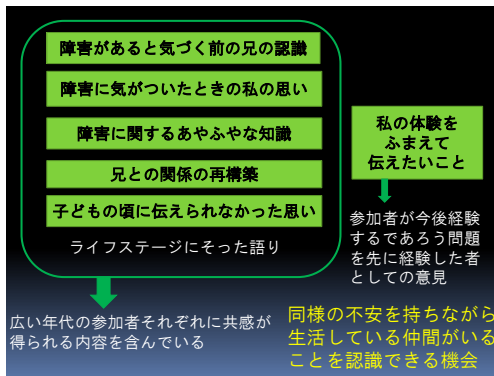 障害があると気づく前の兄の認識
障害に気がついたときの私の思い
障害に関するあやふやな知識
兄との関係の再構築
子どもの頃に伝えられなかった思い
ライフステージにそった語り
広い年代の参加者それぞれに共感が
得られる内容を含んでいる
私の体験を
ふまえて
伝えたいこと
参加者が今後経験
するであろう問題
を先に経験した者
としての意見
同様の不安を持ちながら
生活している仲間がいる
ことを認識できる機会